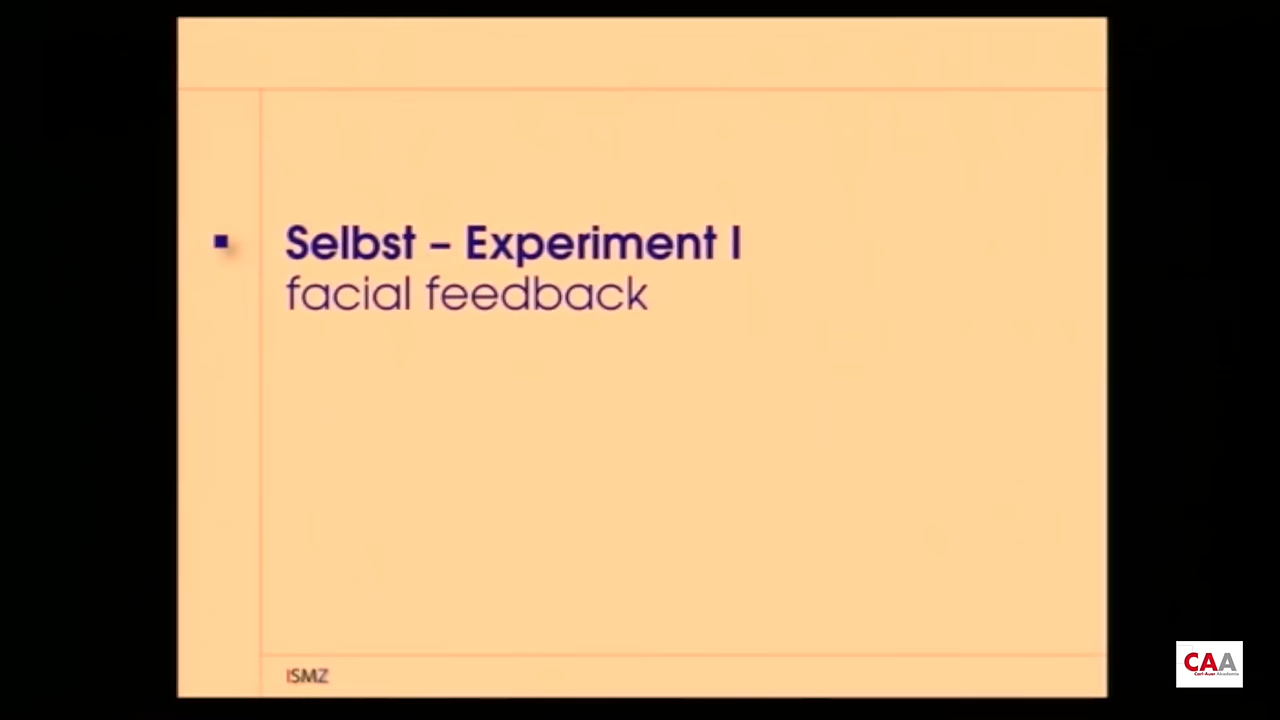 Selbst – Experiment I
facial feedback
ISMZ
CAA
Carl-Auer Akademie